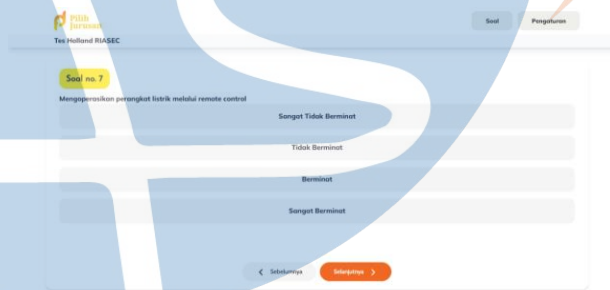 Pilih
Jurusan
Soal
Pengaturan
Tes Holland RIASEC
Soal no. 7
Mengoperasikan perangkat listrik melalui remote control
Sangat Tidak Berminat
Tidak Berminat
Berminat
Sangat Berminat
Sebelumnya
Selanjutnya